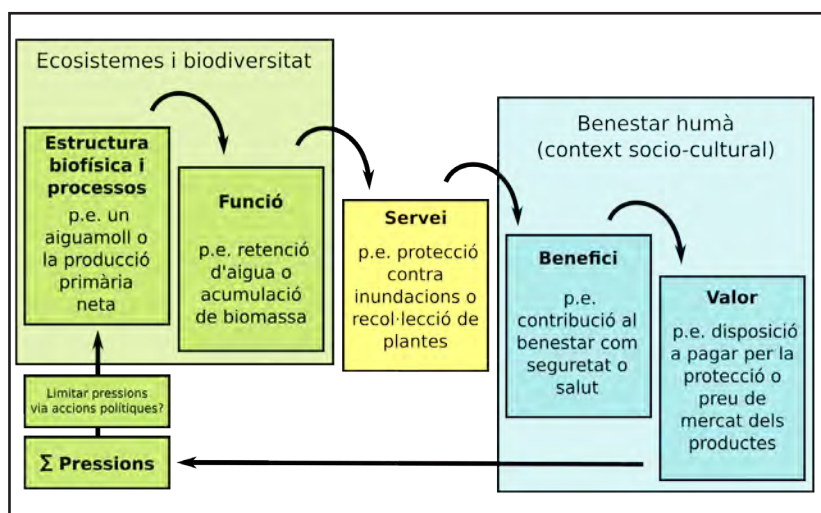 Ecosistemes i biodiversitat
Estructura
biofísica i
processos
p.e. un
aiguamoll o
la producció
primària
neta
Funció
p.e. retenció
d'aigua o
acumulació
de biomassa
Servei
p.e. protecció
contra
inundacions o
recol·lecció de
plantes
Benestar humà
(context socio-cultural)
Benefici
p.e.
contribució al
benestar com
seguretat o
salut
Valor
p.e. disposició
a pagar per la
protecció o
preu de
mercat dels
productes
Limitar pressions
via accions polítiques?
Σ Pressions